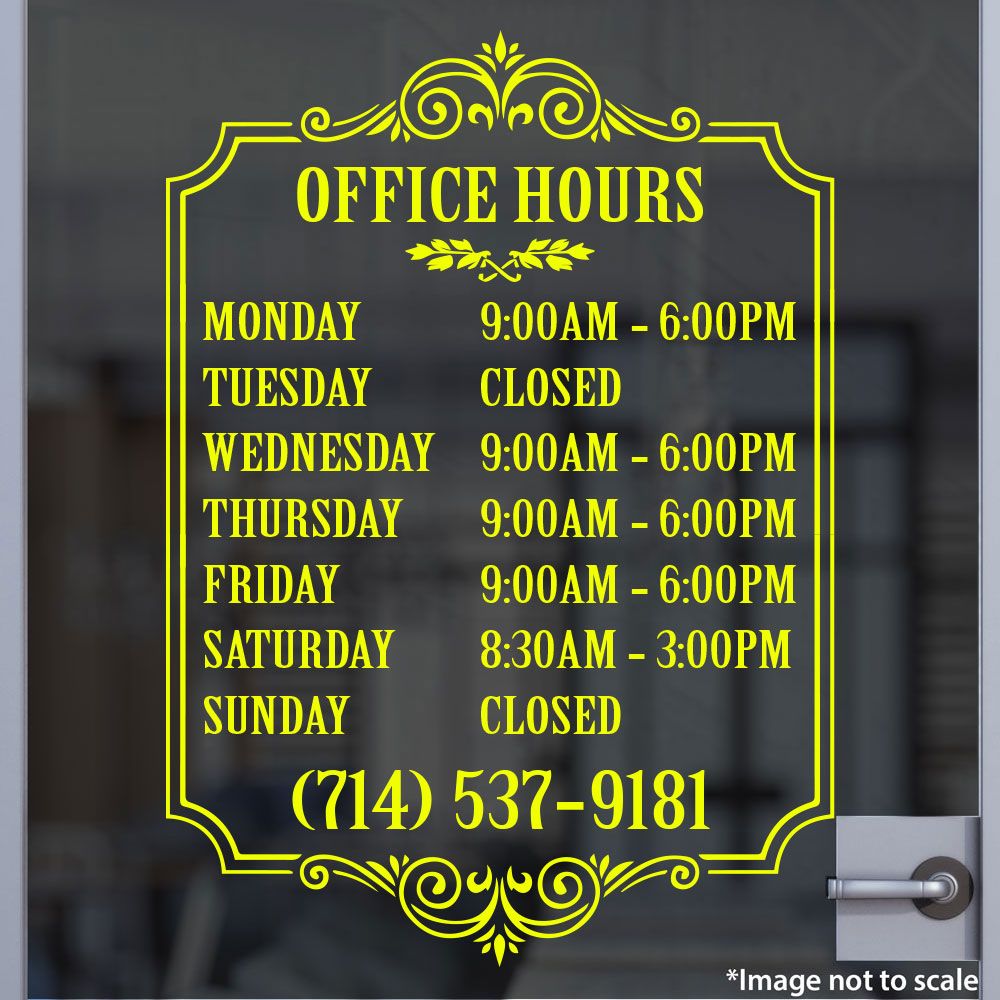 OFFICE HOURS
MONDAY 9:00AM - 6:00PM
TUESDAY CLOSED
WEDNESDAY 9:00AM - 6:00PM
THURSDAY 9:00AM - 6:00PM
FRIDAY 9:00AM - 6:00PM
SATURDAY 8:30AM - 3:00PM
SUNDAY CLOSED
(714) 537-9181
*Image not to scale